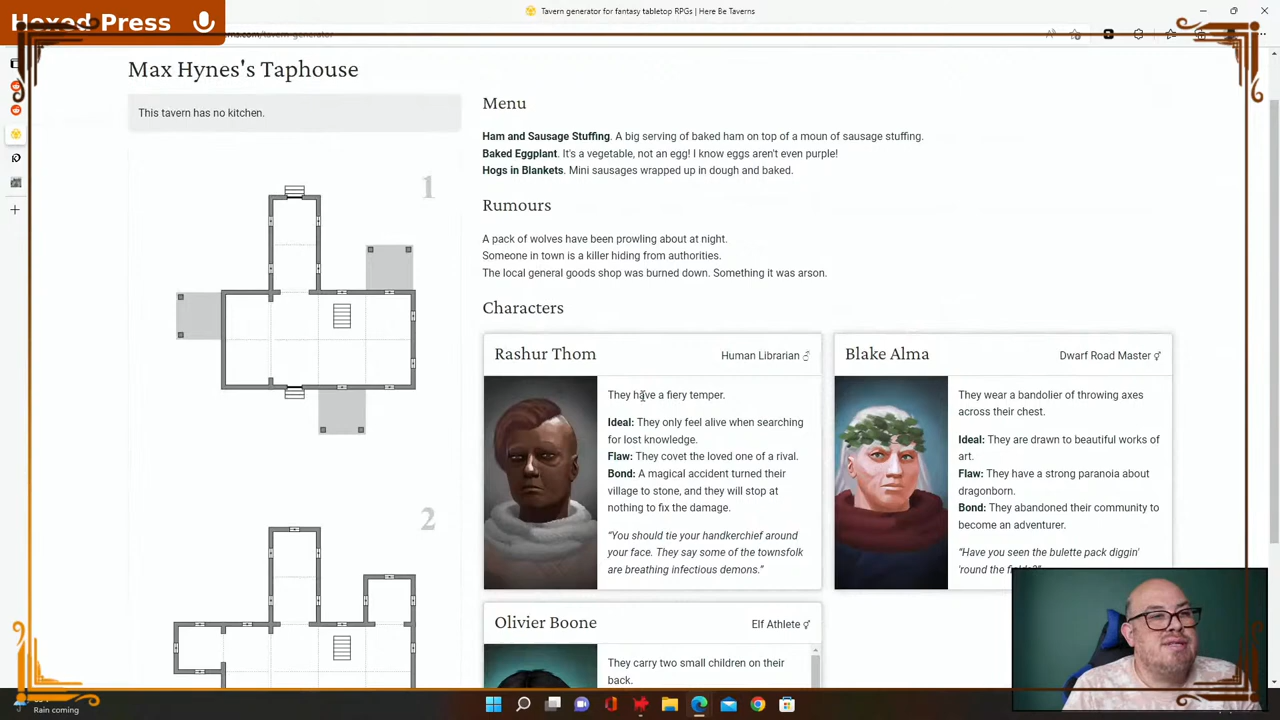 Hexed Press
Tavern generator for fantasy tabletop RPGs | Here Be Taverns
Max Hynes's Taphouse
This tavern has no kitchen.
1
2
Menu
Ham and Sausage Stuffing. A big serving of baked ham on top of a moun of sausage stuffing.
Baked Eggplant. It's a vegetable, not an egg! I know eggs aren't even purple!
Hogs in Blankets. Mini sausages wrapped up in dough and baked.
Rumours
A pack of wolves have been prowling about at night.
Someone in town is a killer hiding from authorities.
The local general goods shop was burned down. Something it was arson.
Characters
Rashur Thom
Human Librarian
They have a fiery temper.
Ideal: They only feel alive when searching
for lost knowledge.
Flaw: They covet the loved one of a rival.
Bond: A magical accident turned their
village to stone, and they will stop at
nothing to fix the damage.
“You should tie your handkerchief around
your face. They say some of the townsfolk
are breathing infectious demons.”
Blake Alma
Dwarf Road Master
They wear a bandolier of throwing axes
across their chest.
Ideal: They are drawn to beautiful works of
art.
Flaw: They have a strong paranoia about
dragonborn.
Bond: They abandoned their community to
become an adventurer.
“Have you seen the bulette pack diggin'
'round the
Olivier Boone
Elf Athlete
They carry two small children on their
back.
Rain coming